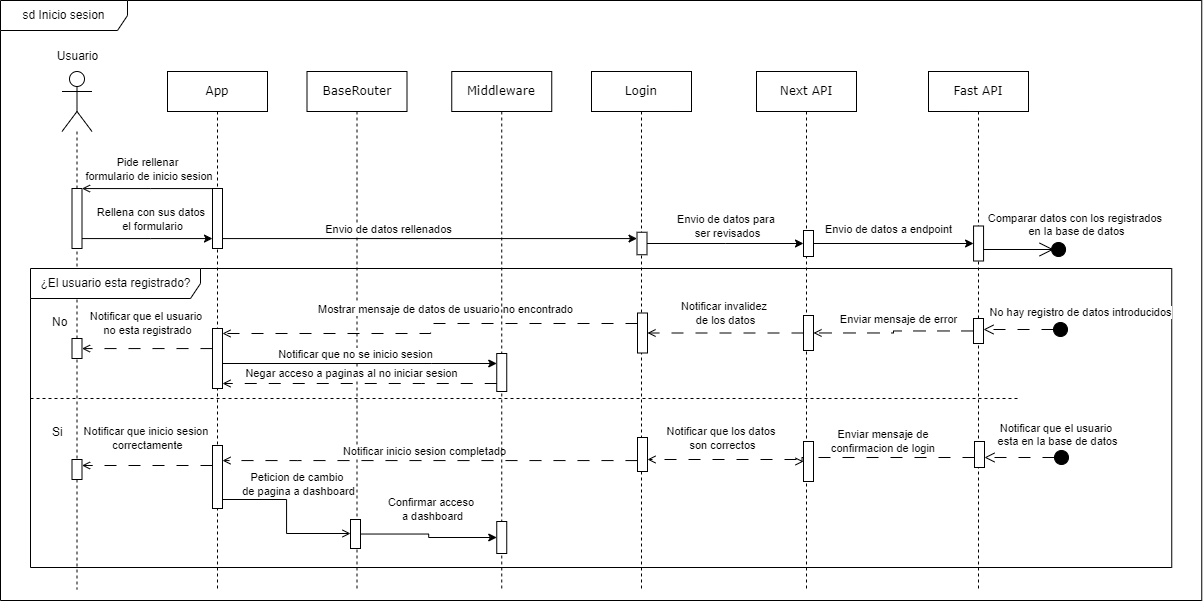 sd Inicio sesion
Usuario
App
BaseRouter
Middleware
Login
Next API
Fast API
Pide rellenar
formulario de inicio sesion
Rellena con sus datos
el formulario
Envio de datos rellenados
Envio de datos para
ser revisados
Envio de datos a endpoint
Comparar datos con los registrados
en la base de datos
¿El usuario esta registrado?
No
Notificar que el usuario
no esta registrado
Mostrar mensaje de datos de usuario no encontrado
Notificar invalidez
de los datos
Enviar mensaje de error
No hay registro de datos introducidos
Notificar que no se inicio sesion
Negar acceso a paginas al no iniciar sesion
Si
Notificar que inicio sesion
correctamente
Notificar inicio sesion completado
Notificar que los datos
son correctos
Enviar mensaje de
confirmacion de login
Notificar que el usuario
esta en la base de datos
Peticion de cambio
de pagina a dashboard
Confirmar acceso
a dashboard